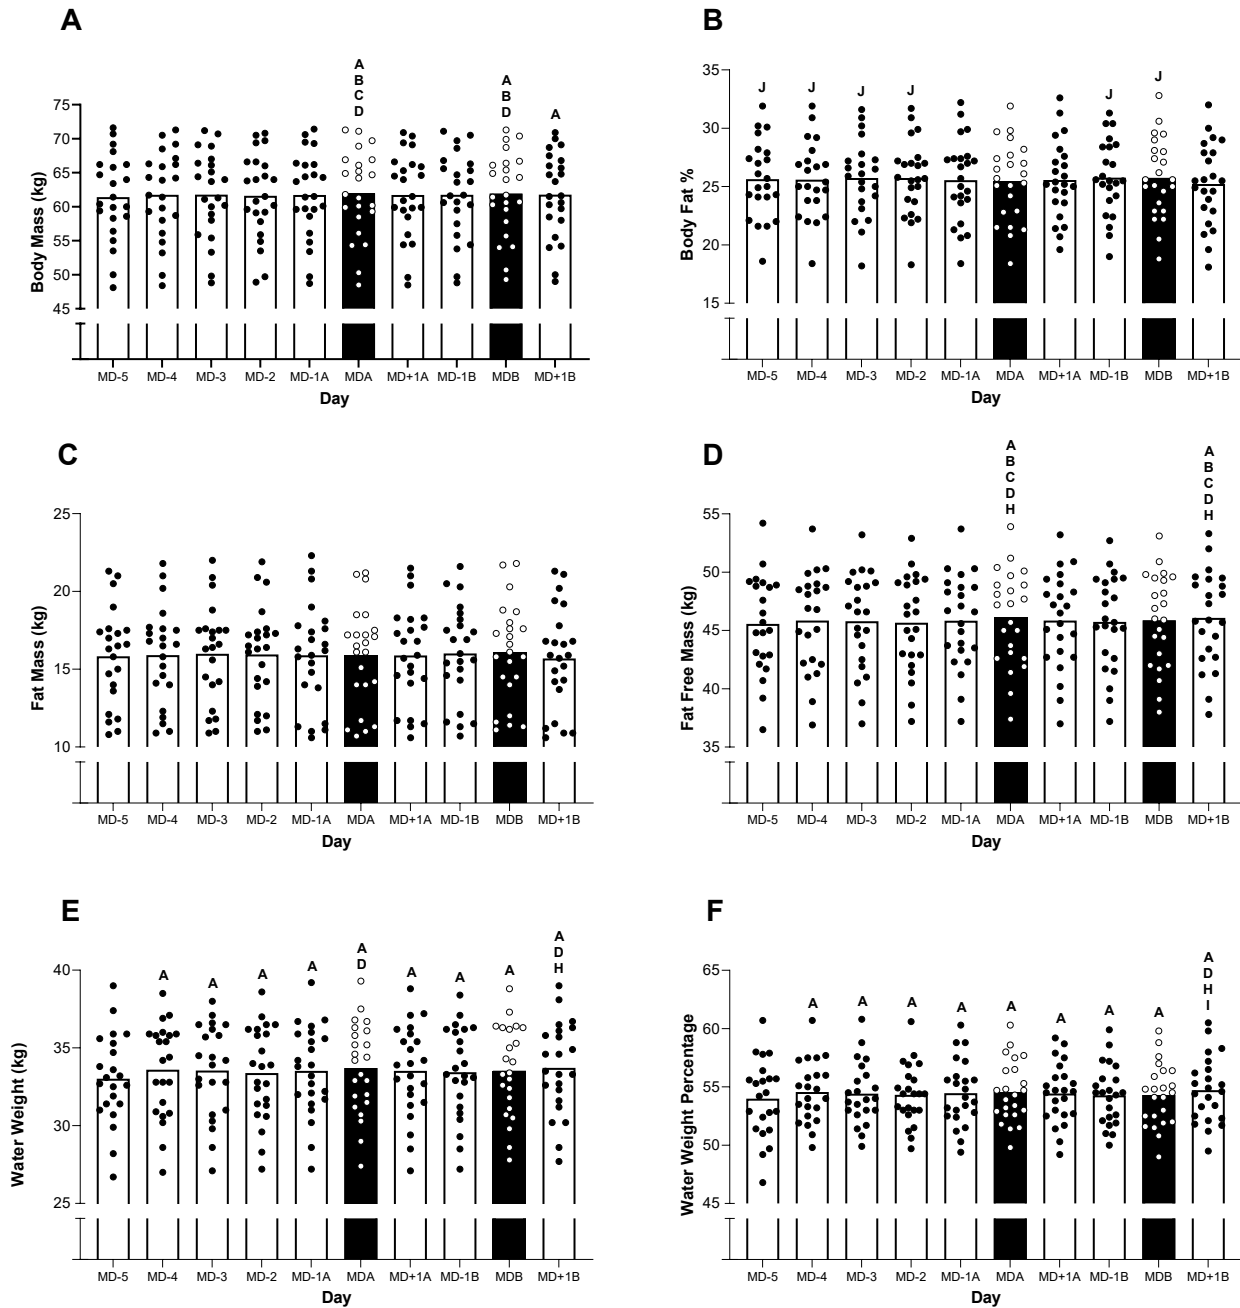 A
A
B
C
D
A
B
D
A
75
70
65
60
55
50
45
Body Mass (kg)
MD-5 MD-4 MD-3 MD-2 MD-1A MDA MD+1A MD-1B MDB MD+1B
Day
B
J J J J J J
35
30
25
20
15
Body Fat %
MD-5 MD-4 MD-3 MD-2 MD-1A MDA MD+1A MD-1B MDB MD+1B
Day
C
25
20
15
10
Fat Mass (kg)
MD-5 MD-4 MD-3 MD-2 MD-1A MDA MD+1A MD-1B MDB MD+1B
Day
D
A
B
C
D
H
A
B
C
D
H
55
50
45
40
35
Fat Free Mass (kg)
MD-5 MD-4 MD-3 MD-2 MD-1A MDA MD+1A MD-1B MDB MD+1B
Day
E
A A A A
A
D
A A A
A
D
H
40
35
30
25
Water Weight (kg)
MD-5 MD-4 MD-3 MD-2 MD-1A MDA MD+1A MD-1B MDB MD+1B
Day
F
A A A A A A A A
A
D
H
I
65
60
55
50
45
Water Weight Percentage
MD-5 MD-4 MD-3 MD-2 MD-1A MDA MD+1A MD-1B MDB MD+1B
Day